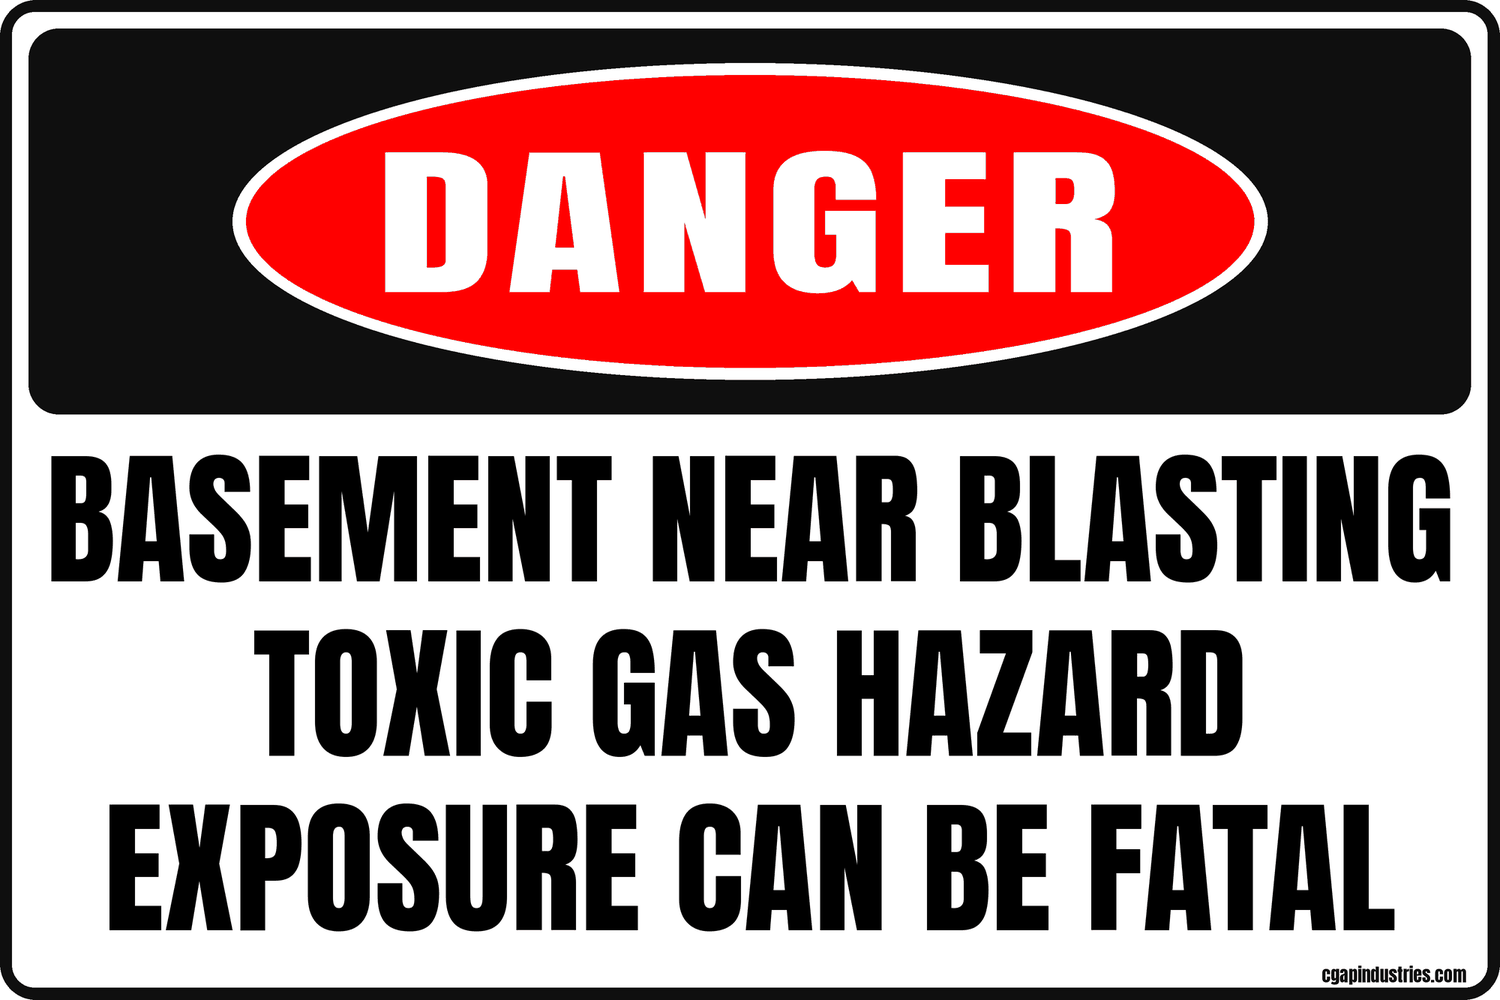 DANGER
BASEMENT NEAR BLASTING
TOXIC GAS HAZARD
EXPOSURE CAN BE FATAL
cgapindustries.com